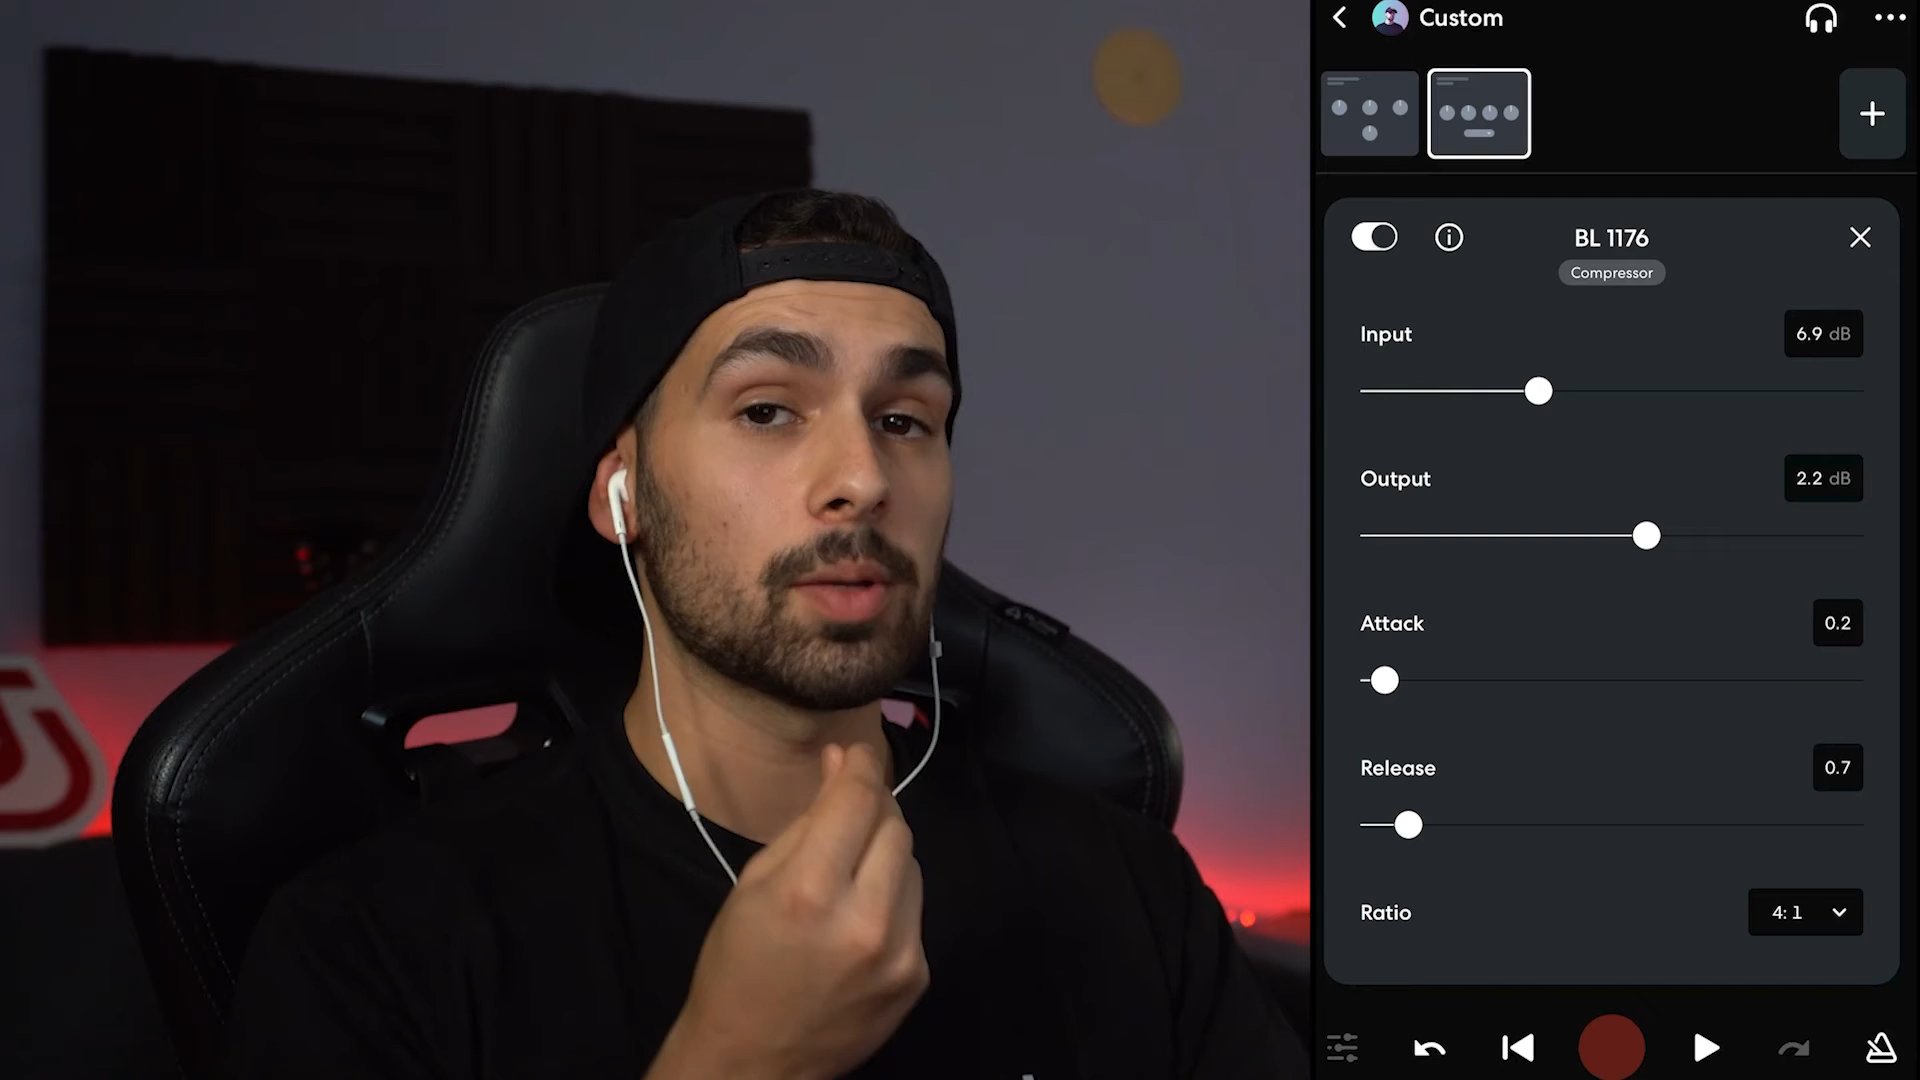 Custom
BL 1176
Compressor
Input
6.9 dB
Output
2.2 dB
Attack
0.2
Release
0.7
Ratio
4:1